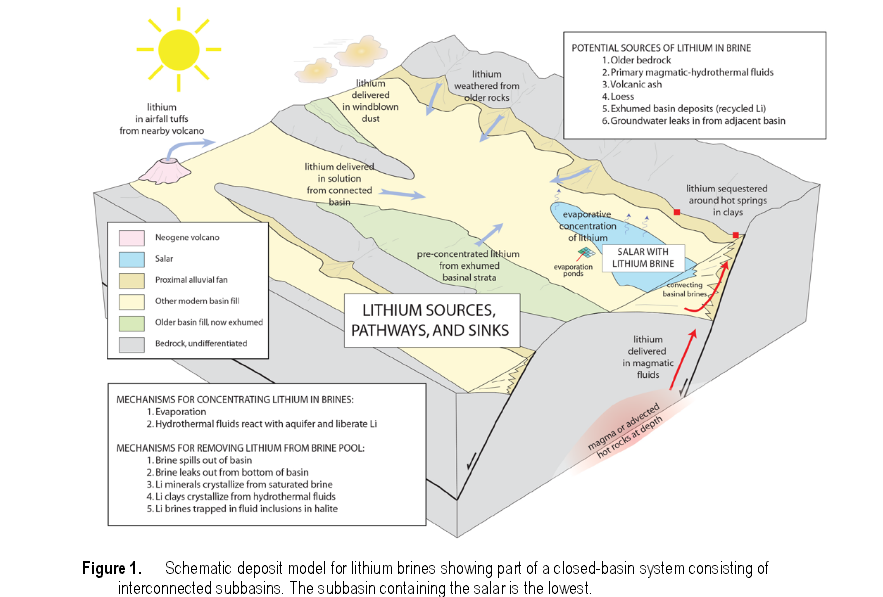 POTENTIAL SOURCES OF LITHIUM IN BRINE
1. Older bedrock
2. Primary magmatic-hydrothermal fluids
3. Volcanic ash
4. Loess
5. Exhumed basin deposits (recycled Li)
6. Groundwater leaks in from adjacent basin
lithium
in airfall tuffs
from nearby volcano
lithium
delivered
in windblown
dust
lithium
weathered from
older rocks
lithium delivered
in solution
from connected
basin
lithium sequestered
around hot springs
in clays
evaporative
concentration
of lithium
SALAR WITH
LITHIUM BRINE
evaporation
ponds
convecting
basinal brines
pre-concentrated lithium
from exhumed
basinal strata
Neogene volcano
Salar
Proximal alluvial fan
Other modern basin fill
Older basin fill, now exhumed
Bedrock, undifferentiated
LITHIUM SOURCES,
PATHWAYS, AND SINKS
lithium
delivered
in magmatic
fluids
magma or advected
hot rocks at depth
MECHANISMS FOR CONCENTRATING LITHIUM IN BRINES:
1. Evaporation
2. Hydrothermal fluids react with aquifer and liberate Li
MECHANISMS FOR REMOVING LITHIUM FROM BRINE POOL:
1. Brine spills out of basin
2. Brine leaks out from bottom of basin
3. Li minerals crystallize from saturated brine
4. Li clays crystallize from hydrothermal fluids
5. Li brines trapped in fluid inclusions in halite
Figure 1. Schematic deposit model for lithium brines showing part of a closed-basin system consisting of
interconnected subbasins. The subbasin containing the salar is the lowest.